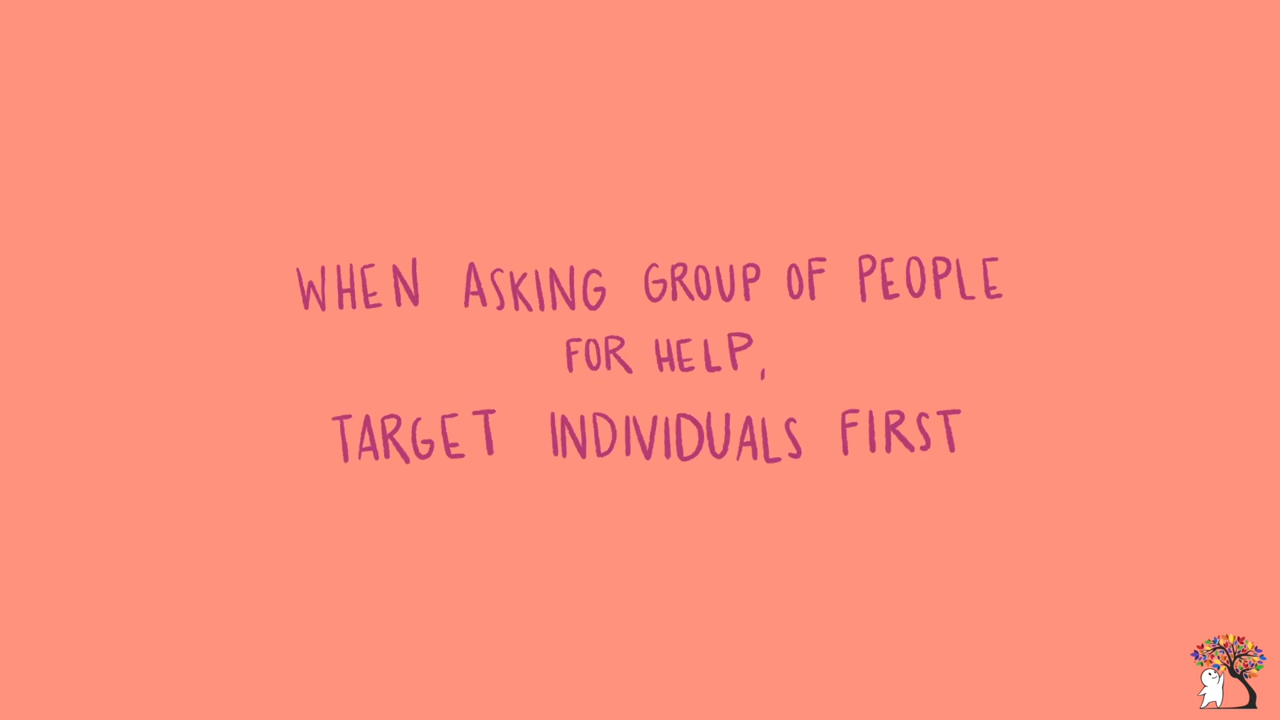 WHEN ASKING GROUP OF PEOPLE
FOR HELP,
TARGET INDIVIDUALS FIRST